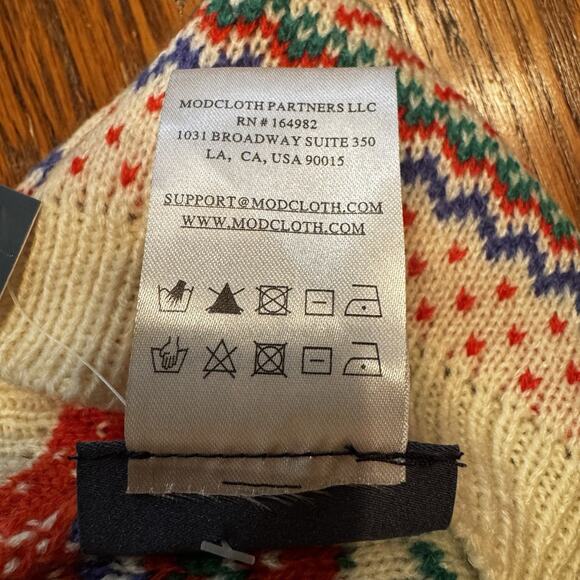 MODCLOTH PARTNERS LLC
RN # 164982
1031 BROADWAY SUITE 350
LA, CA, USA 90015
SUPPORT@MODCLOTH.COM
WWW.MODCLOTH.COM